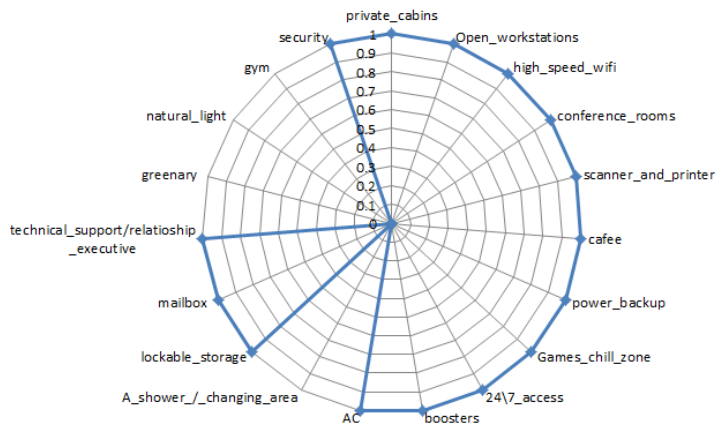 private_cabins
security
Open_workstations
gym
high_speed_wifi
natural_light
conference_rooms
greenary
scanner_and_printer
technical_support/relatioship
_executive
cafee
mailbox
power_backup
lockable_storage
Games_chill_zone
A_shower_/_changing_area
24\7_access
AC
boosters
1
0.9
0.8
0.7
0.6
0.5
0.4
0.3
0.2
0.1
0